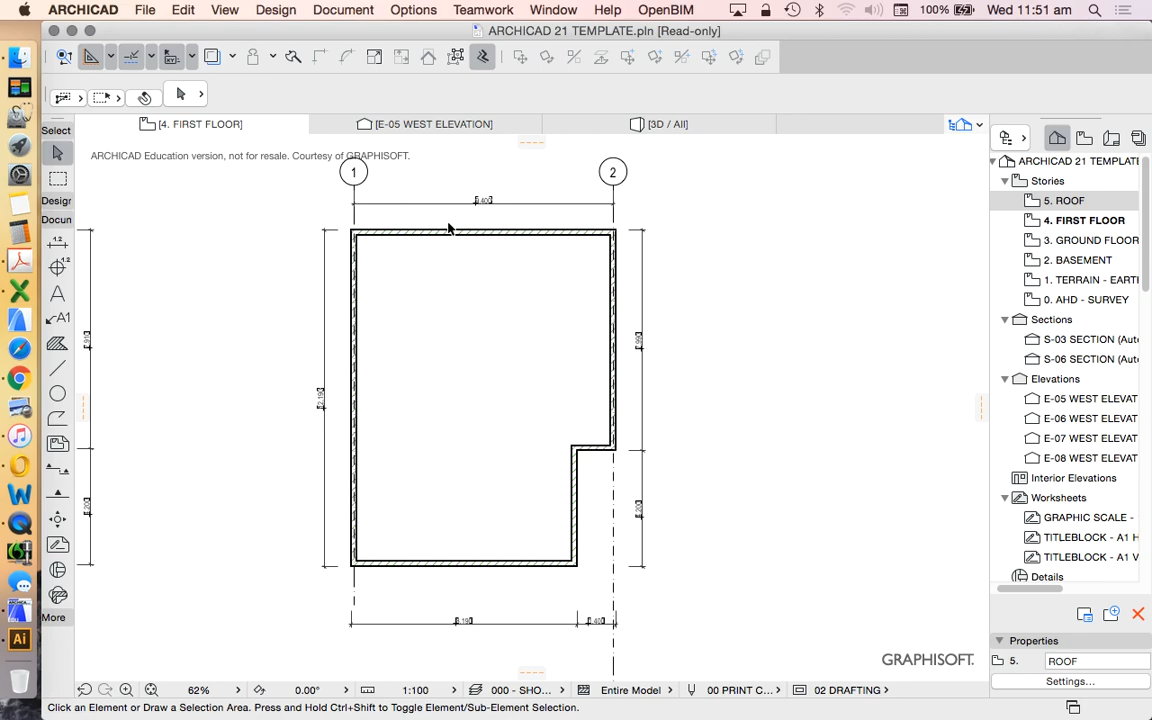 ARCHICAD File Edit View Design Document Options Teamwork Window Help OpenBIM 100% Wed 11:51 am
ARCHICAD 21 TEMPLATE.pln [Read-only]
[4. FIRST FLOOR] [E-05 WEST ELEVATION] [3D / All]
Select
Design
Docun
More
1.2
A1
1.2
ARCHICAD Education version, not for resale. Courtesy of GRAPHISOFT.
1 2
GRAPHISOFT.
ARCHICAD 21 TEMPLATE
Stories
5. ROOF
4. FIRST FLOOR
3. GROUND FLOOR
2. BASEMENT
1. TERRAIN - EARTH
0. AHD - SURVEY
Sections
S-03 SECTION (Auto
S-06 SECTION (Auto
Elevations
E-05 WEST ELEVAT
E-06 WEST ELEVAT
E-07 WEST ELEVAT
E-08 WEST ELEVAT
Interior Elevations
Worksheets
GRAPHIC SCALE -
TITLEBLOCK - A1 H
TITLEBLOCK - A1 V
Details
Properties
5. ROOF
Settings...
62% 0.00° 1:100 000 - SHO... Entire Model 00 PRINT C... 02 DRAFTING
Click an Element or Draw a Selection Area. Press and Hold Ctrl+Shift to Toggle Element/Sub-Element Selection.